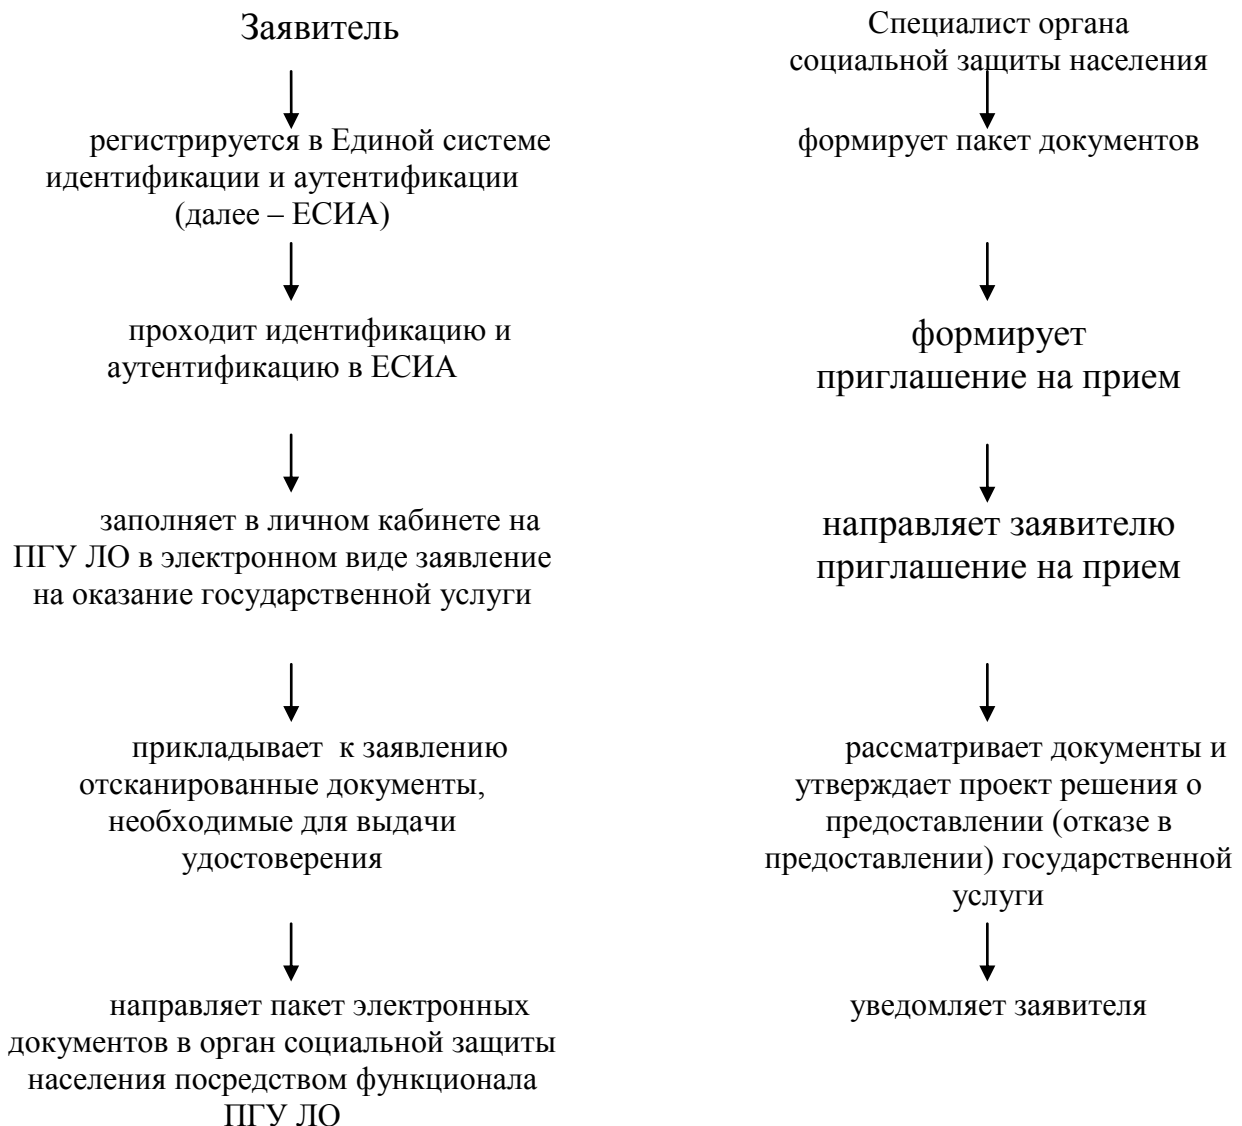 Заявитель
регистрируется в Единой системе
идентификации и аутентификации
(далее – ЕСИА)
проходит идентификацию и
аутентификацию в ЕСИА
заполняет в личном кабинете на
ПГУ ЛО в электронном виде заявление
на оказание государственной услуги
прикладывает к заявлению
отсканированные документы,
необходимые для выдачи
удостоверения
направляет пакет электронных
документов в орган социальной защиты
населения посредством функционала
ПГУ ЛО
Специалист органа
социальной защиты населения
формирует пакет документов
формирует
приглашение на прием
направляет заявителю
приглашение на прием
рассматривает документы и
утверждает проект решения о
предоставлении (отказе в
предоставлении) государственной
услуги
уведомляет заявителя